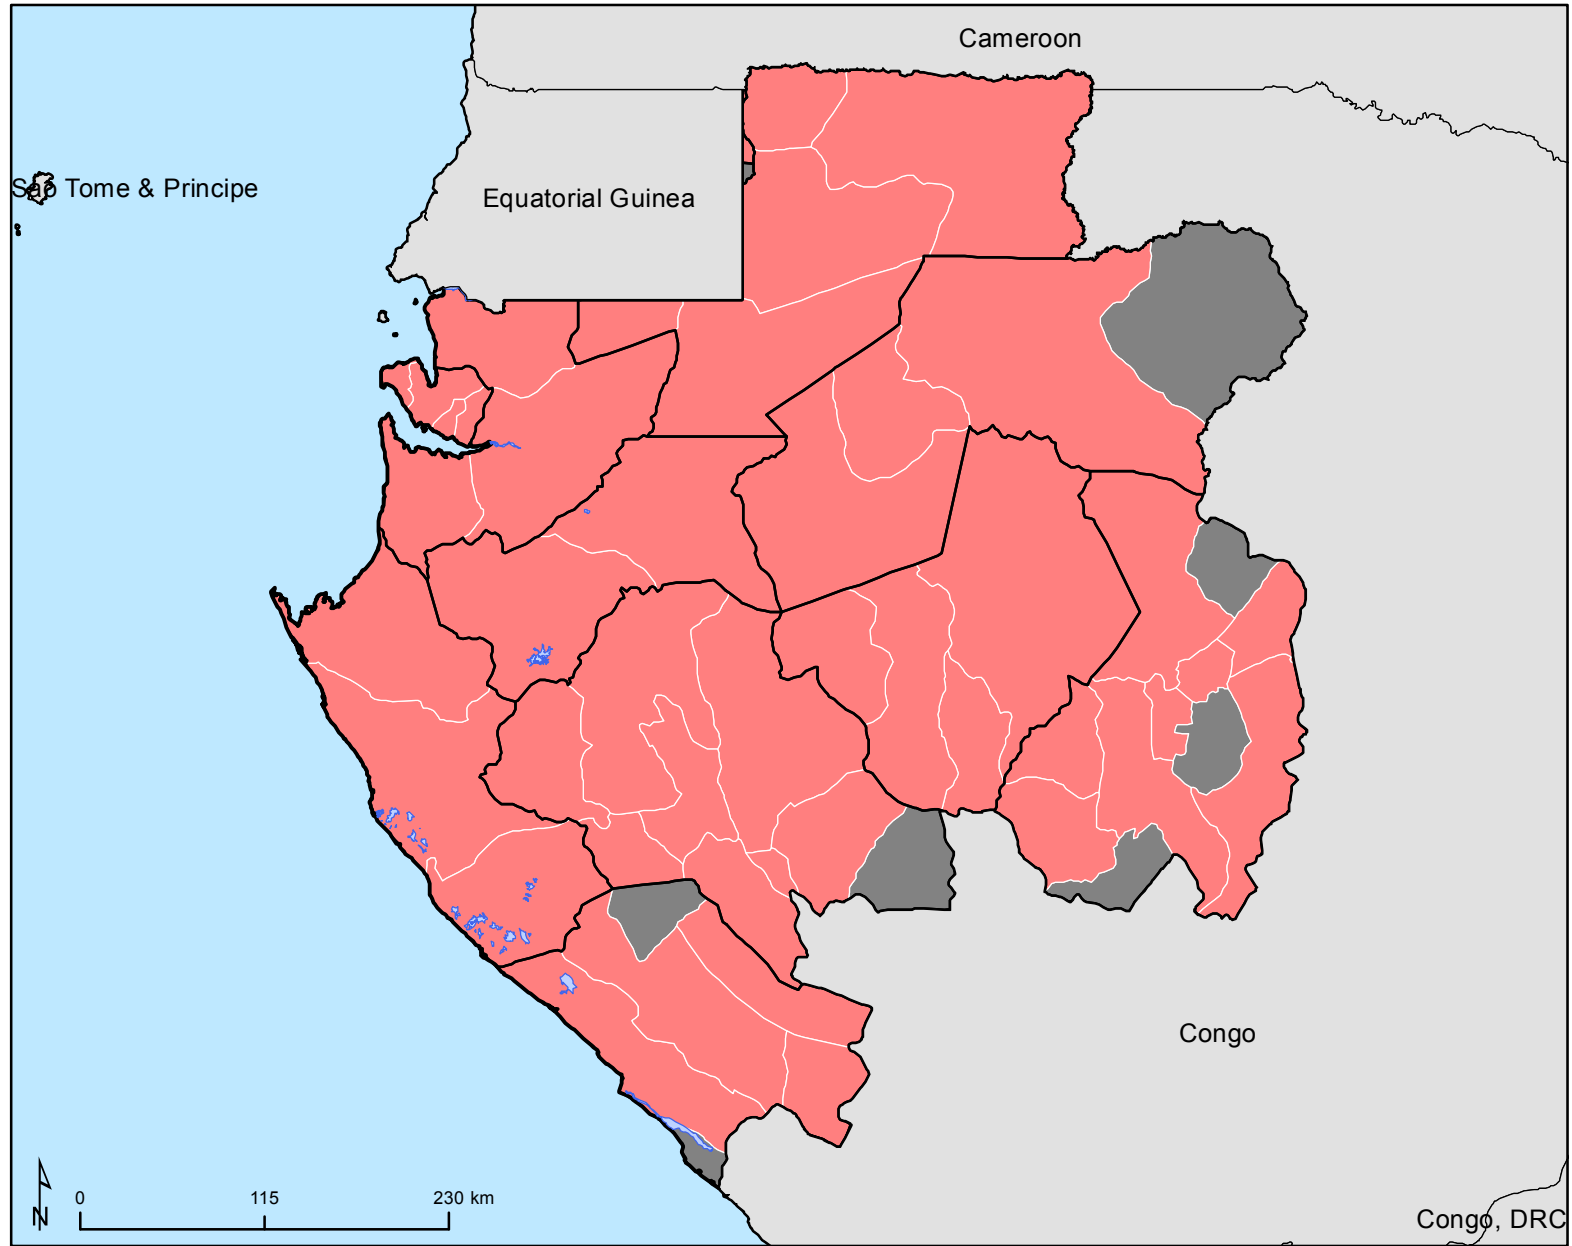 Cameroon
Sao Tome & Principe
Equatorial Guinea
Congo
0 115 230 km
N
Congo, DRC